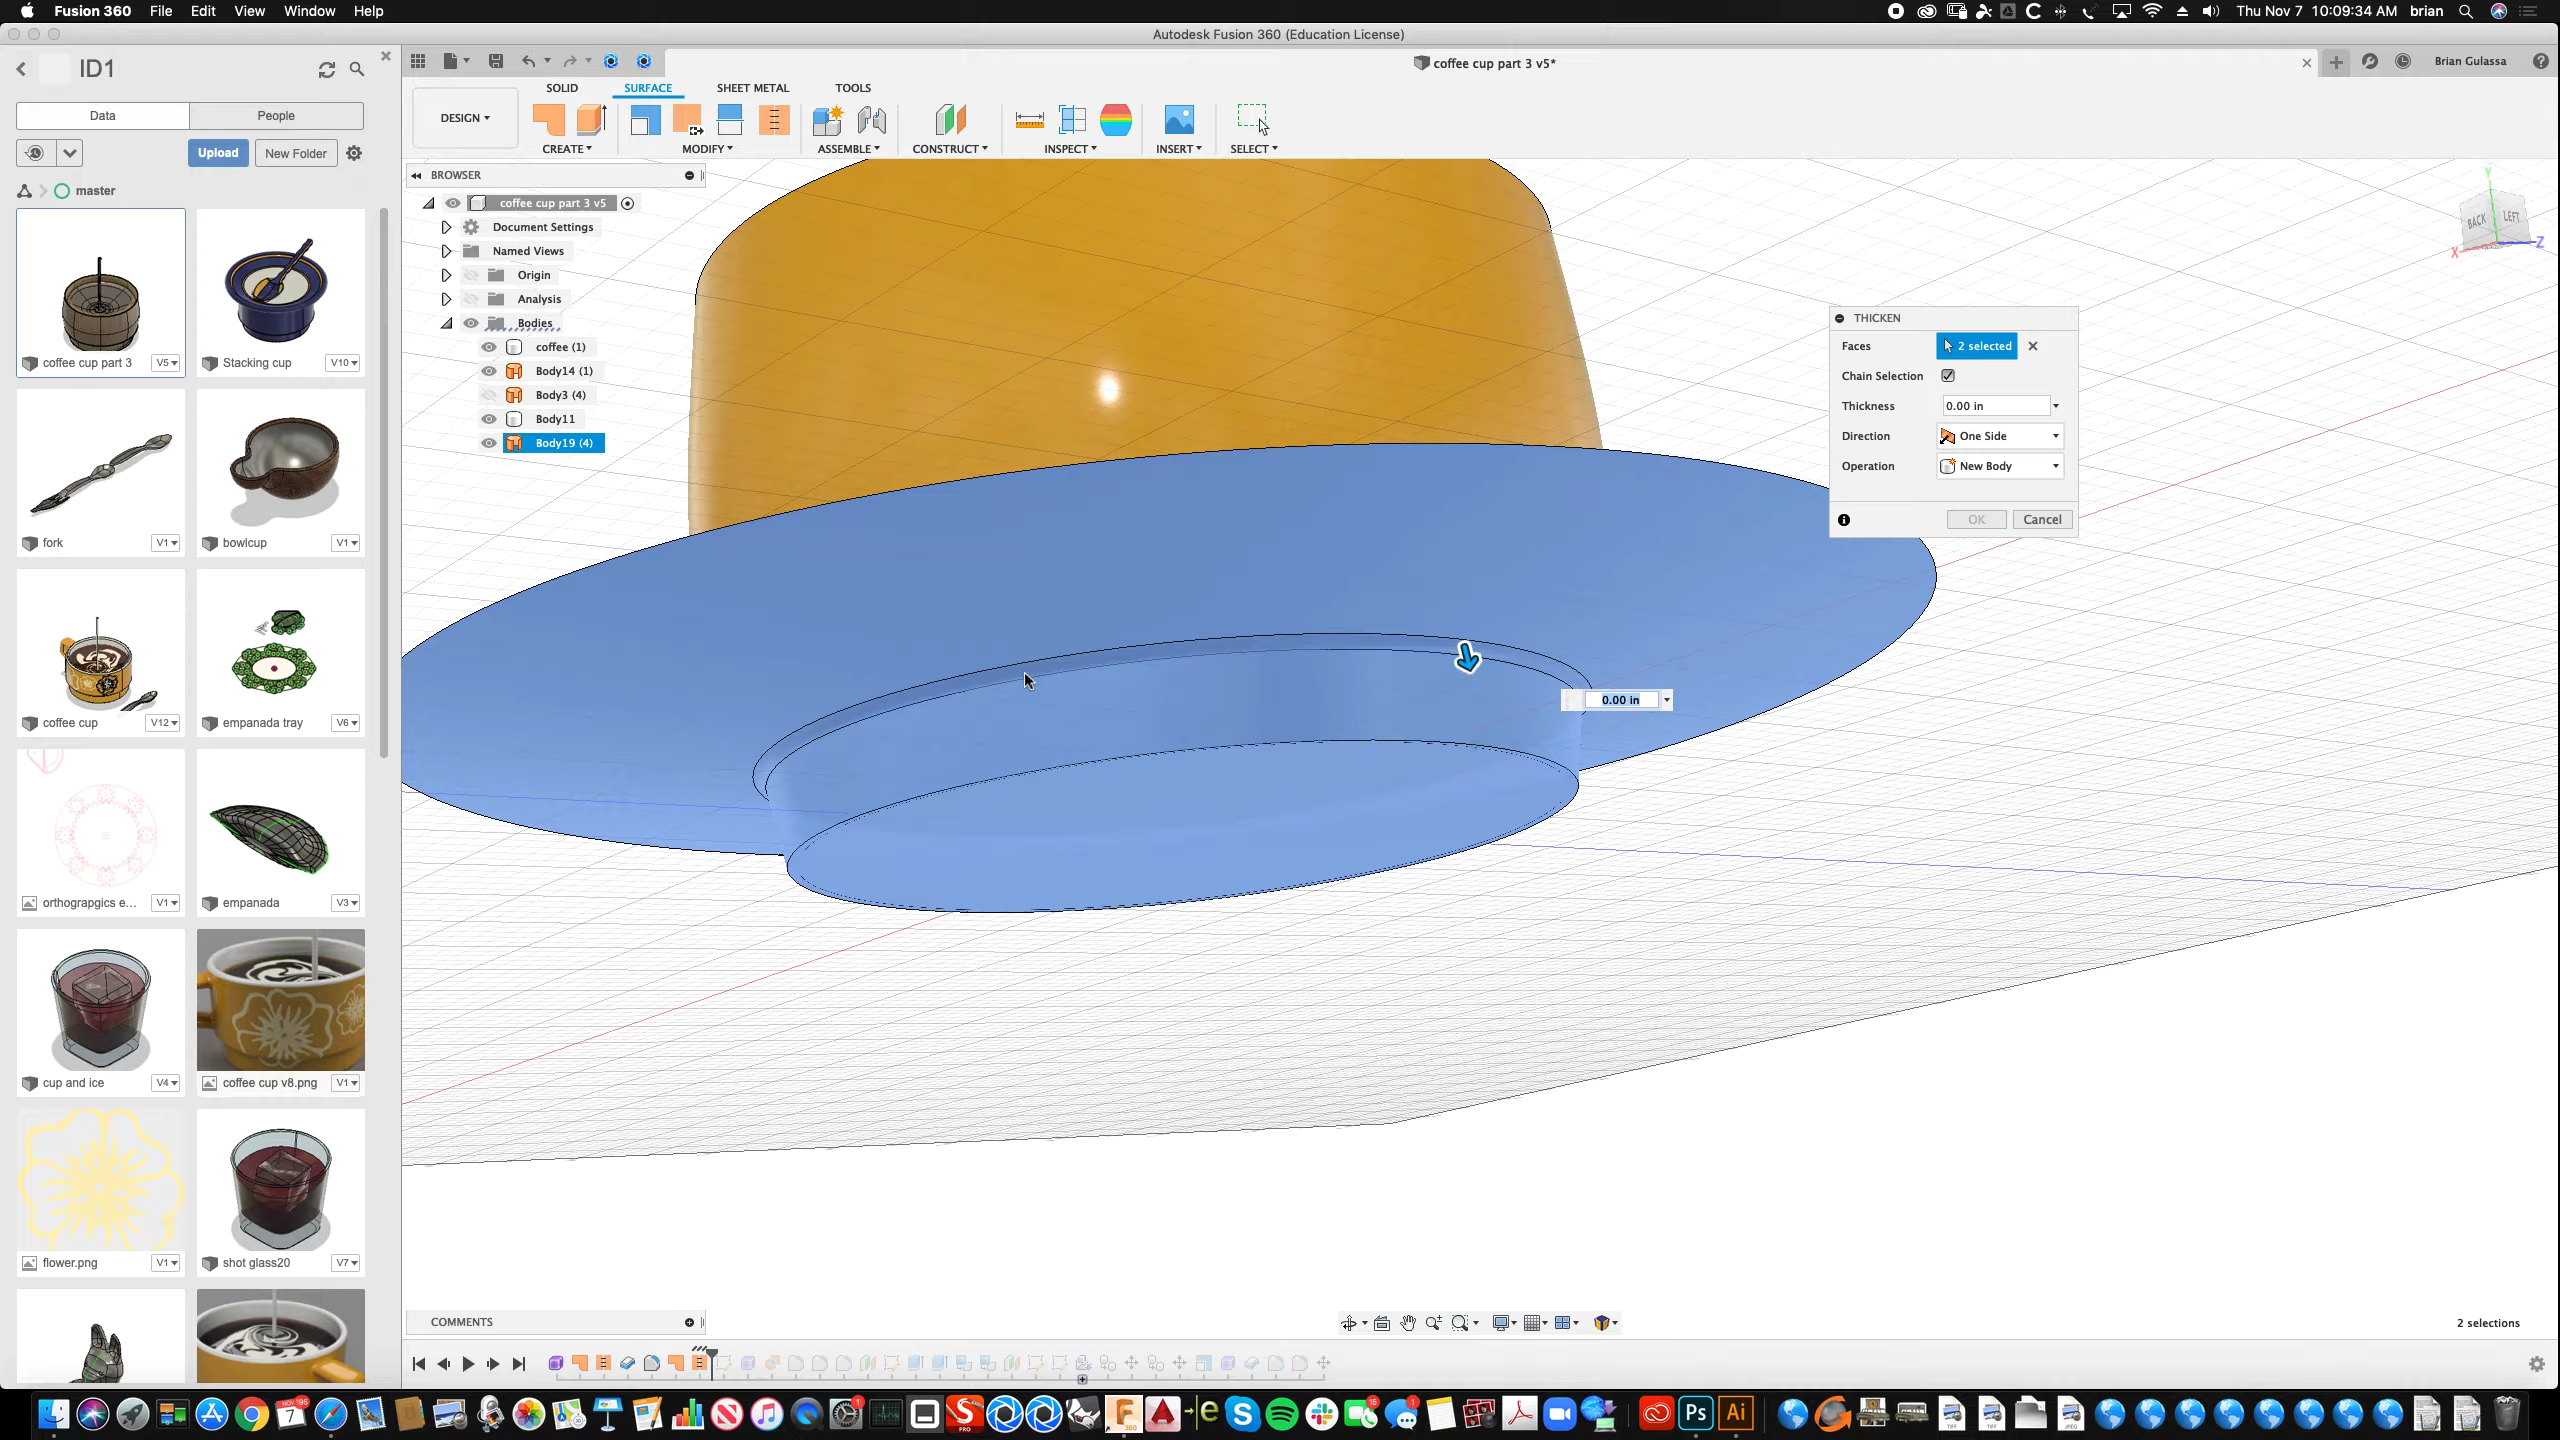 Fusion 360 File Edit View Window Help
Thu Nov 7 10:09:34 AM brian
Autodesk Fusion 360 (Education License)
ID1
coffee cup part 3 v5*
Brian Gulassa
SOLID SURFACE SHEET METAL TOOLS
Data People
DESIGN
CREATE MODIFY ASSEMBLE CONSTRUCT INSPECT INSERT SELECT
Upload New Folder
master
BROWSER
coffee cup part 3 v5
Document Settings
Named Views
Origin
Analysis
Bodies
coffee (1)
Body14 (1)
Body3 (4)
Body11
Body19 (4)
Y
BACK LEFT
X Z
THICKEN
Faces 2 selected
Chain Selection
Thickness 0.00 in
Direction One Side
Operation New Body
OK Cancel
0.00 in
coffee cup part 3 V5
Stacking cup V10
fork V1
bowlcup V1
coffee cup V12
empanada tray V6
orthograpgics e... V1
empanada V3
cup and ice V4
coffee cup v8.png V1
flower.png V1
shot glass20 V7
COMMENTS
2 selections